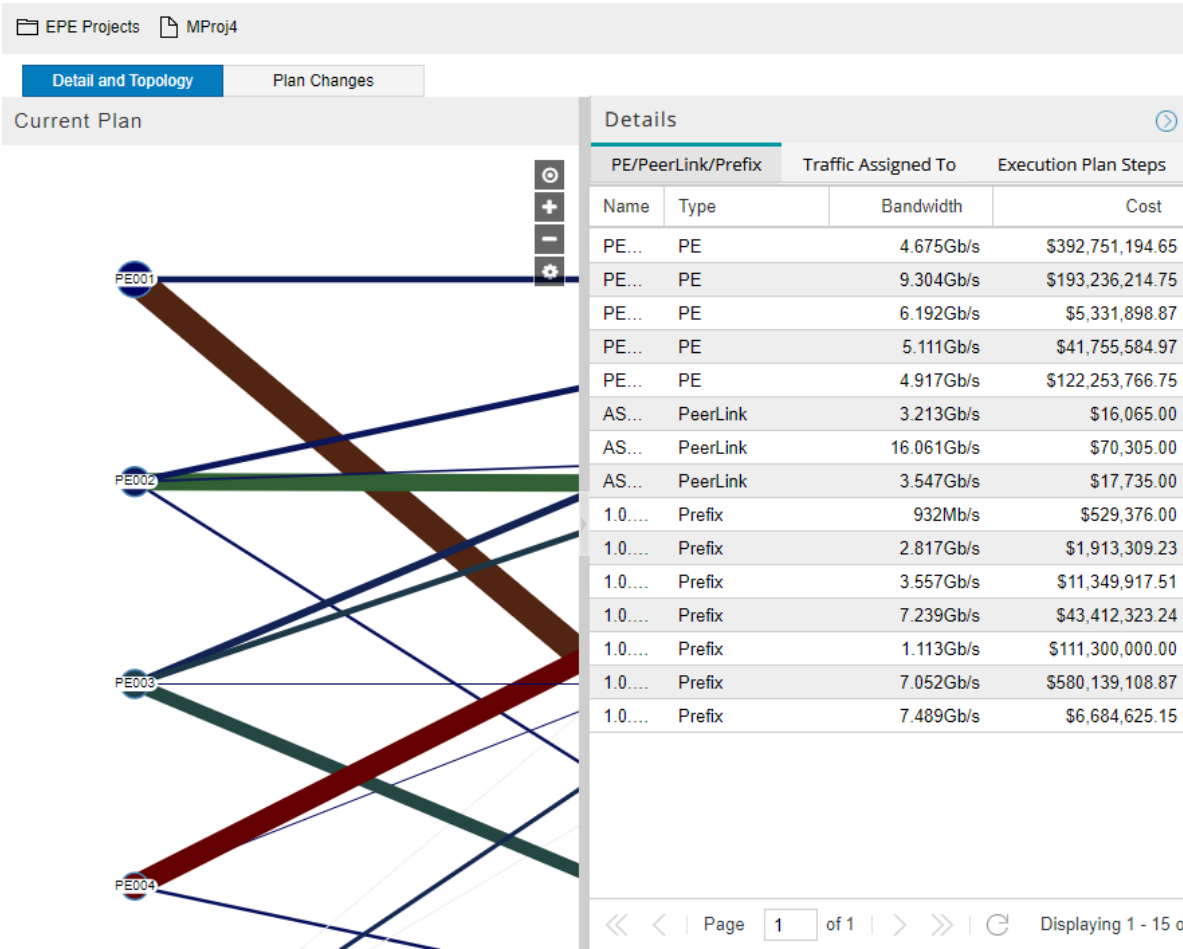 EPE Projects MProj4
Detail and Topology Plan Changes
Current Plan
PE001
PE002
PE003
PE004
Details
PE/PeerLink/Prefix Traffic Assigned To Execution Plan Steps
Name Type Bandwidth Cost
PE... PE 4.675Gb/s $392,751,194.65
PE... PE 9.304Gb/s $193,236,214.75
PE... PE 6.192Gb/s $5,331,898.87
PE... PE 5.111Gb/s $41,755,584.97
PE... PE 4.917Gb/s $122,253,766.75
AS... PeerLink 3.213Gb/s $16,065.00
AS... PeerLink 16.061Gb/s $70,305.00
AS... PeerLink 3.547Gb/s $17,735.00
1.0.... Prefix 932Mb/s $529,376.00
1.0.... Prefix 2.817Gb/s $1,913,309.23
1.0.... Prefix 3.557Gb/s $11,349,917.51
1.0.... Prefix 7.239Gb/s $43,412,323.24
1.0.... Prefix 1.113Gb/s $111,300,000.00
1.0.... Prefix 7.052Gb/s $580,139,108.87
1.0.... Prefix 7.489Gb/s $6,684,625.15
Page 1 of 1 Displaying 1 - 15 o